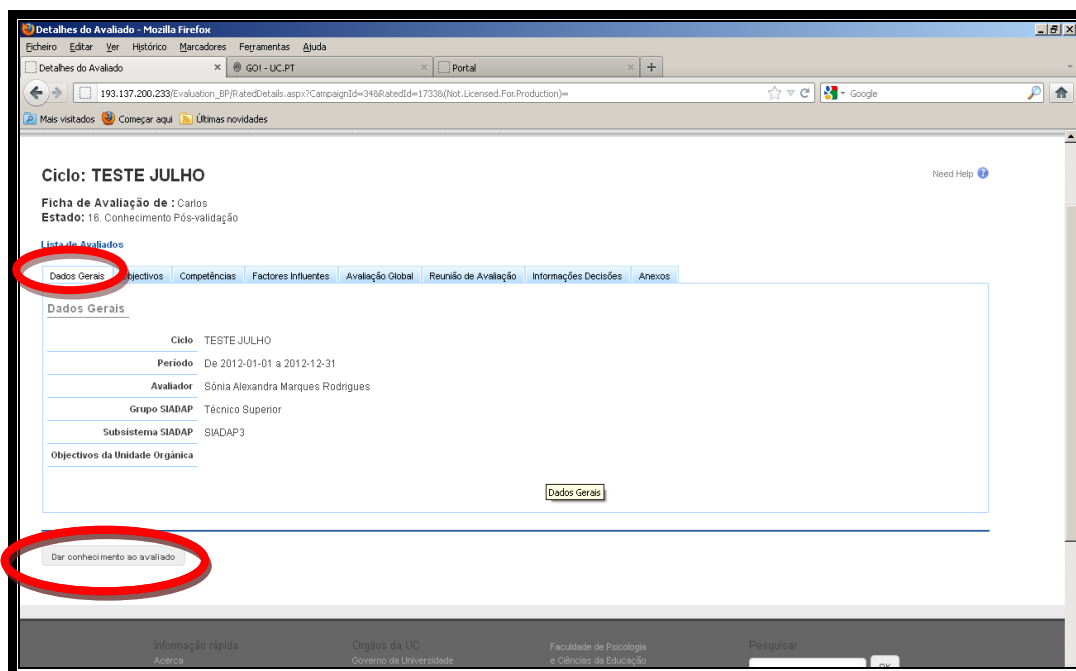 Detalhes do Avaliado - Mozilla Firefox
Ficheiro Editar Ver Histórico Marcadores Ferramentas Ajuda
Detalhes do Avaliado × GO! - UC.PT × Portal × +
193.137.200.233/Evaluation_BP/RatedDetails.aspx?CampaignId=34&RatedId=1733&(Not.Licensed.For.Production)= Google
Mais visitados Começar aqui Últimas novidades
Ciclo: TESTE JULHO
Need Help ?
Ficha de Avaliação de : Carlos
Estado: 16. Conhecimento Pós-validação
Lista de Avaliados
Dados Gerais Objectivos Competências Factores Influentes Avaliação Global Reunião de Avaliação Informações Decisões Anexos
Dados Gerais
Ciclo TESTE JULHO
Período De 2012-01-01 a 2012-12-31
Avaliador Sónia Alexandra Marques Rodrigues
Grupo SIADAP Técnico Superior
Subsistema SIADAP SIADAP3
Objectivos da Unidade Orgânica
Dados Gerais
Dar conhecimento ao avaliado
Informação rápida Orgãos da UC Faculdade de Psicologia Pesquisar
Acerca Governo da Universidade e Ciências da Educação OK